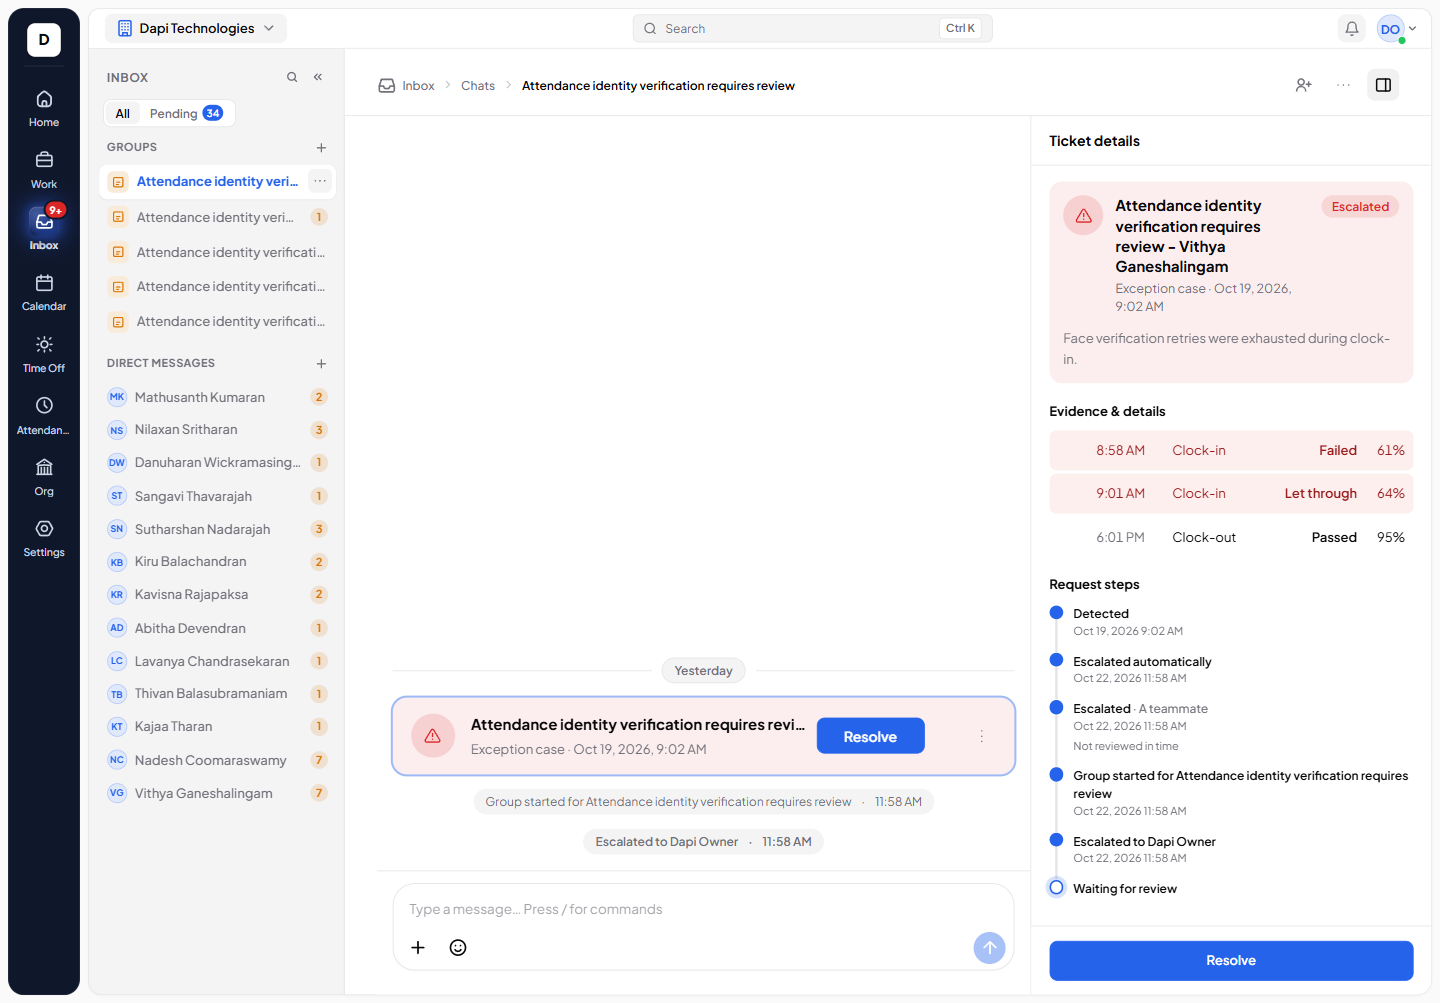 D
Home
Work
9+
Inbox
Calendar
Time Off
Attendan...
Org
Settings
Dapi Technologies
Search
Ctrl K
DO
INBOX
All
Pending 34
GROUPS
Attendance identity veri...
Attendance identity veri... 1
Attendance identity verificati...
Attendance identity verificati...
Attendance identity verificati...
DIRECT MESSAGES
MK Mathusanth Kumaran 2
NS Nilaxan Sritharan 3
DW Danuharan Wickramasing... 1
ST Sangavi Thavarajah 1
SN Sutharshan Nadarajah 3
KB Kiru Balachandran 2
KR Kavisna Rajapaksa 2
AD Abitha Devendran 1
LC Lavanya Chandrasekaran 1
TB Thivan Balasubramaniam 1
KT Kajaa Tharan 1
NC Nadesh Coomaraswamy 7
VG Vithya Ganeshalingam 7
Inbox > Chats > Attendance identity verification requires review
Yesterday
Attendance identity verification requires revi...
Exception case · Oct 19, 2026, 9:02 AM
Resolve
Group started for Attendance identity verification requires review · 11:58 AM
Escalated to Dapi Owner · 11:58 AM
Type a message... Press / for commands
Ticket details
Attendance identity
verification requires
review - Vithya
Ganeshalingam
Escalated
Exception case · Oct 19, 2026,
9:02 AM
Face verification retries were exhausted during clock-
in.
Evidence & details
8:58 AM Clock-in Failed 61%
9:01 AM Clock-in Let through 64%
6:01 PM Clock-out Passed 95%
Request steps
Detected
Oct 19, 2026 9:02 AM
Escalated automatically
Oct 22, 2026 11:58 AM
Escalated · A teammate
Oct 22, 2026 11:58 AM
Not reviewed in time
Group started for Attendance identity verification requires
review
Oct 22, 2026 11:58 AM
Escalated to Dapi Owner
Oct 22, 2026 11:58 AM
Waiting for review
Resolve